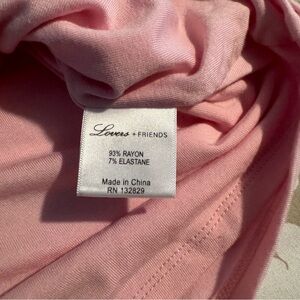 Lovers + FRIENDS
93% RAYON
7% ELASTANE
Made in China
RN 132829